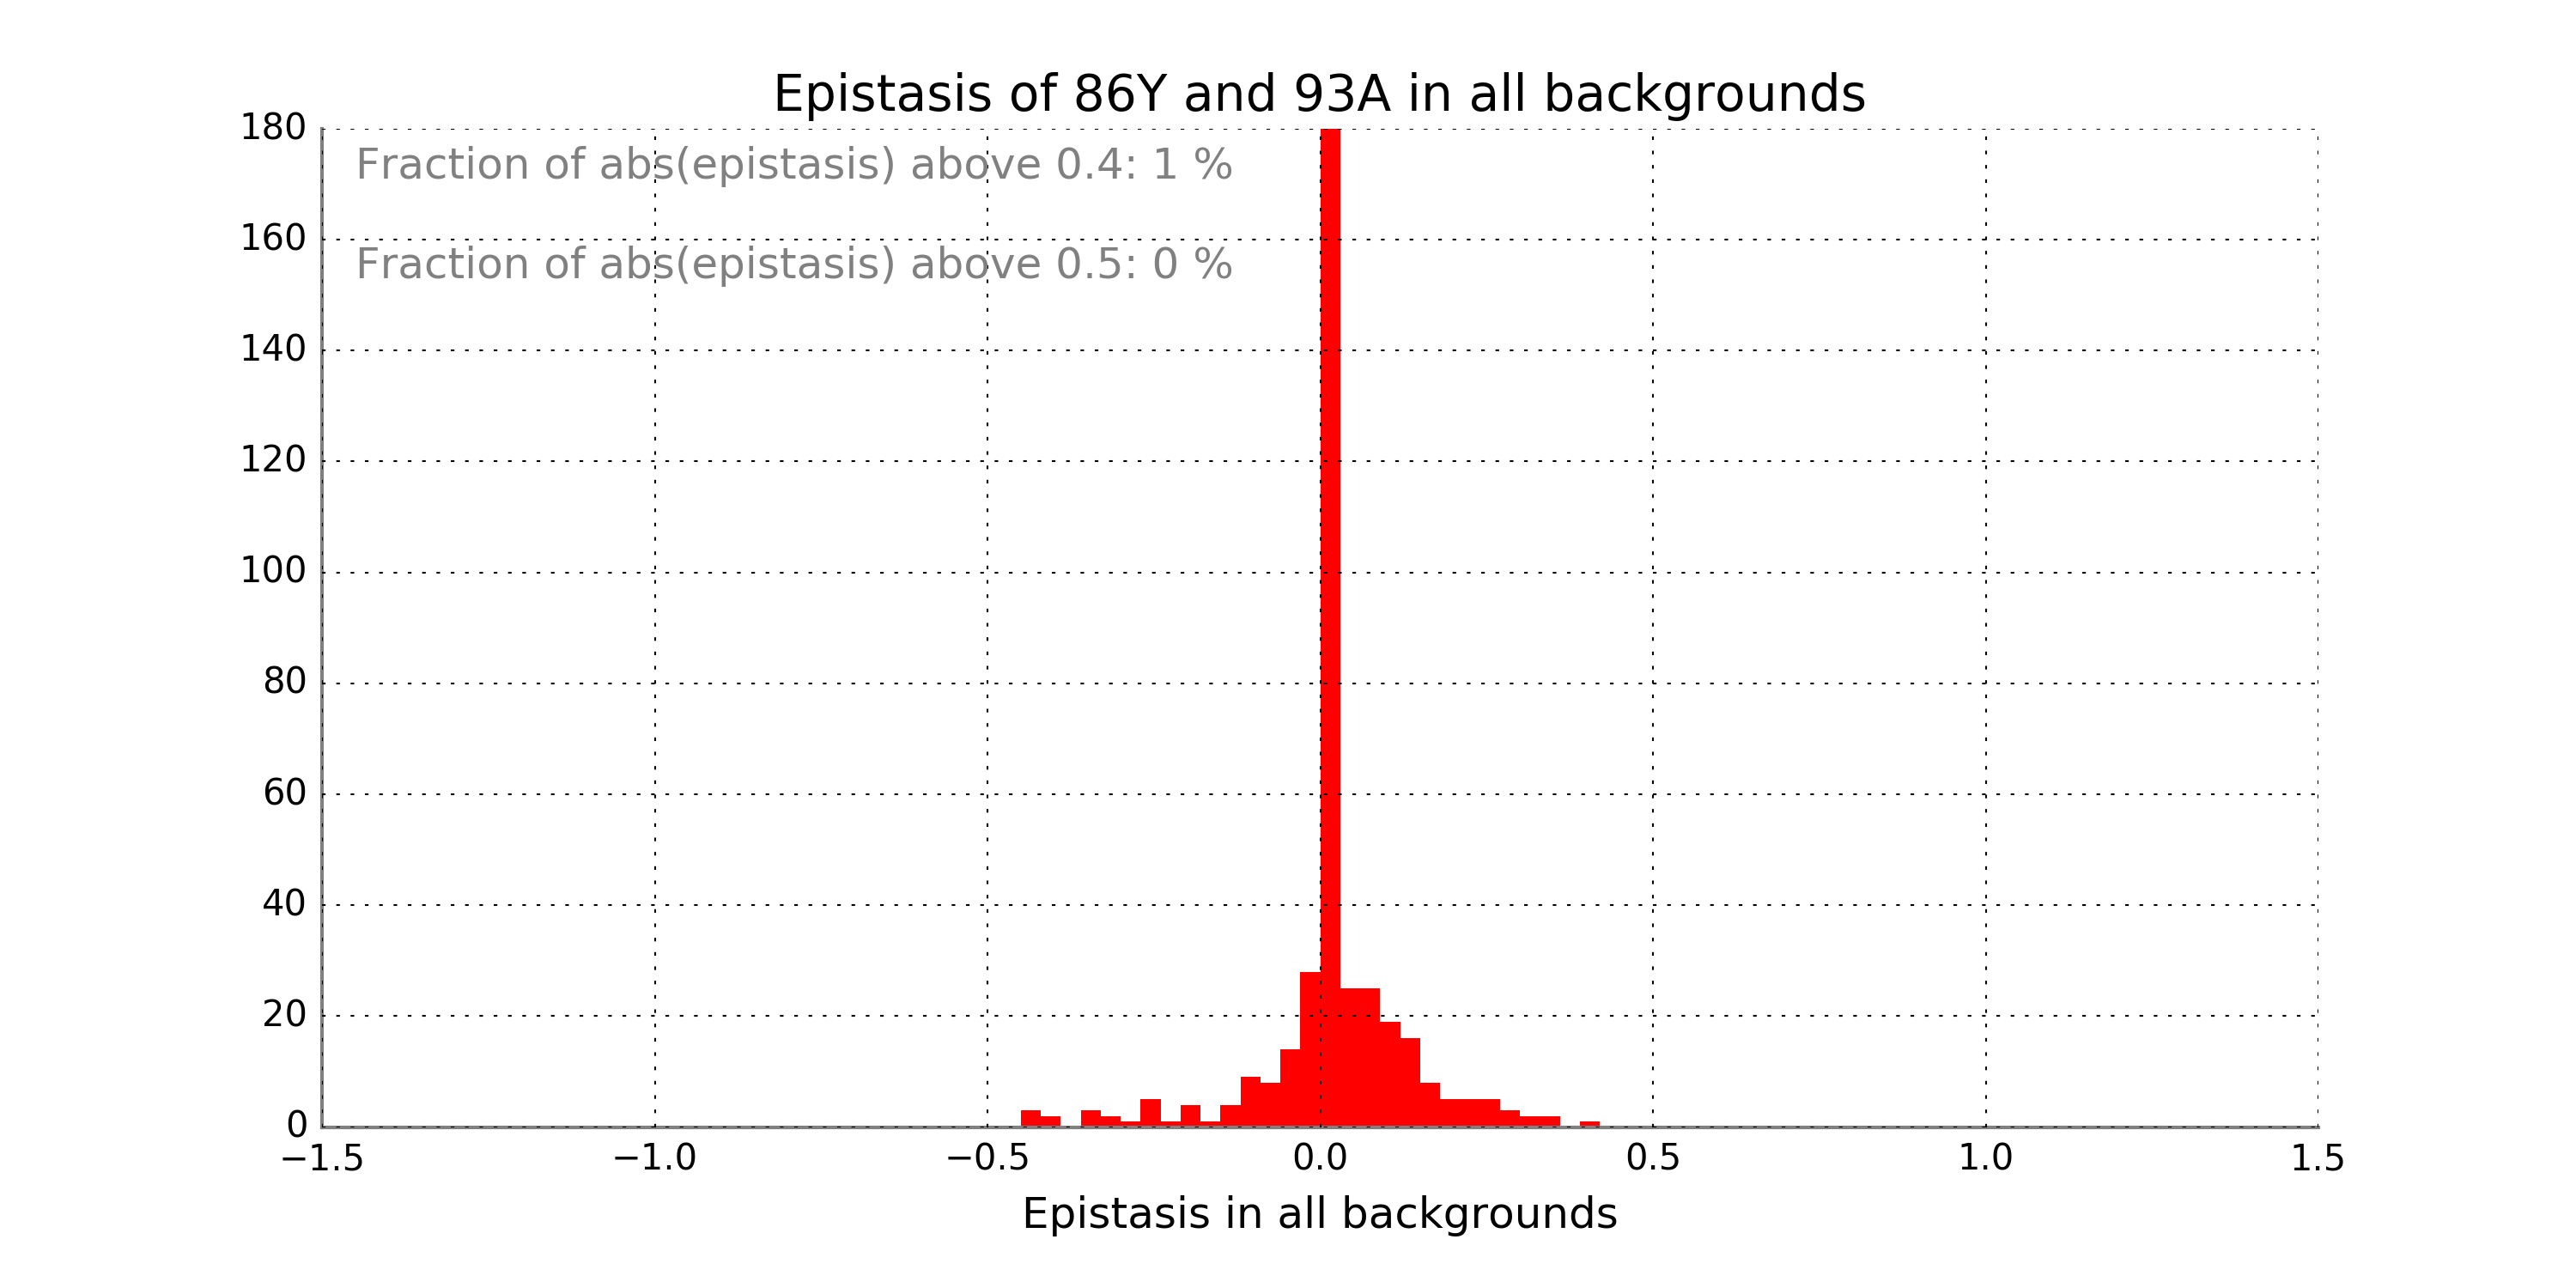 Epistasis of 86Y and 93A in all backgrounds
180
Fraction of abs(epistasis) above 0.4: 1 %
160
Fraction of abs(epistasis) above 0.5: 0 %
140
120
100
80
60
40
20
0
−1.5 −1.0 −0.5 0.0 0.5 1.0 1.5
Epistasis in all backgrounds